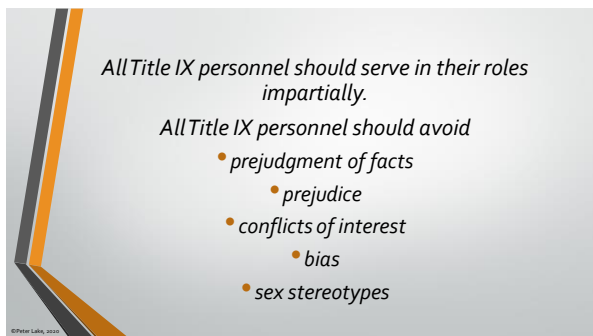 All Title IX personnel should serve in their roles
impartially.
All Title IX personnel should avoid
• prejudgment of facts
• prejudice
• conflicts of interest
• bias
• sex stereotypes
©Peter Lake, 2020